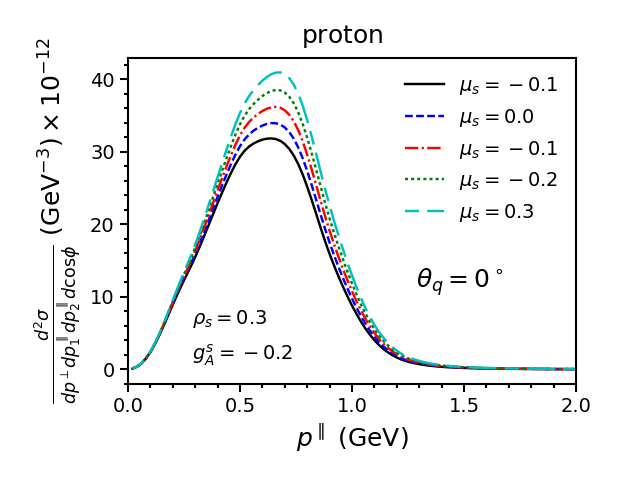 proton
d²σ / dp^⊥dp₁^∥dp₂^∥dcosϕ (GeV⁻³) × 10⁻¹²
40
30
20
10
0
μₛ = −0.1
μₛ = 0.0
μₛ = −0.1
μₛ = −0.2
μₛ = 0.3
θ_q = 0°
ρₛ = 0.3
g_A^s = −0.2
0.0 0.5 1.0 1.5 2.0
p^∥ (GeV)